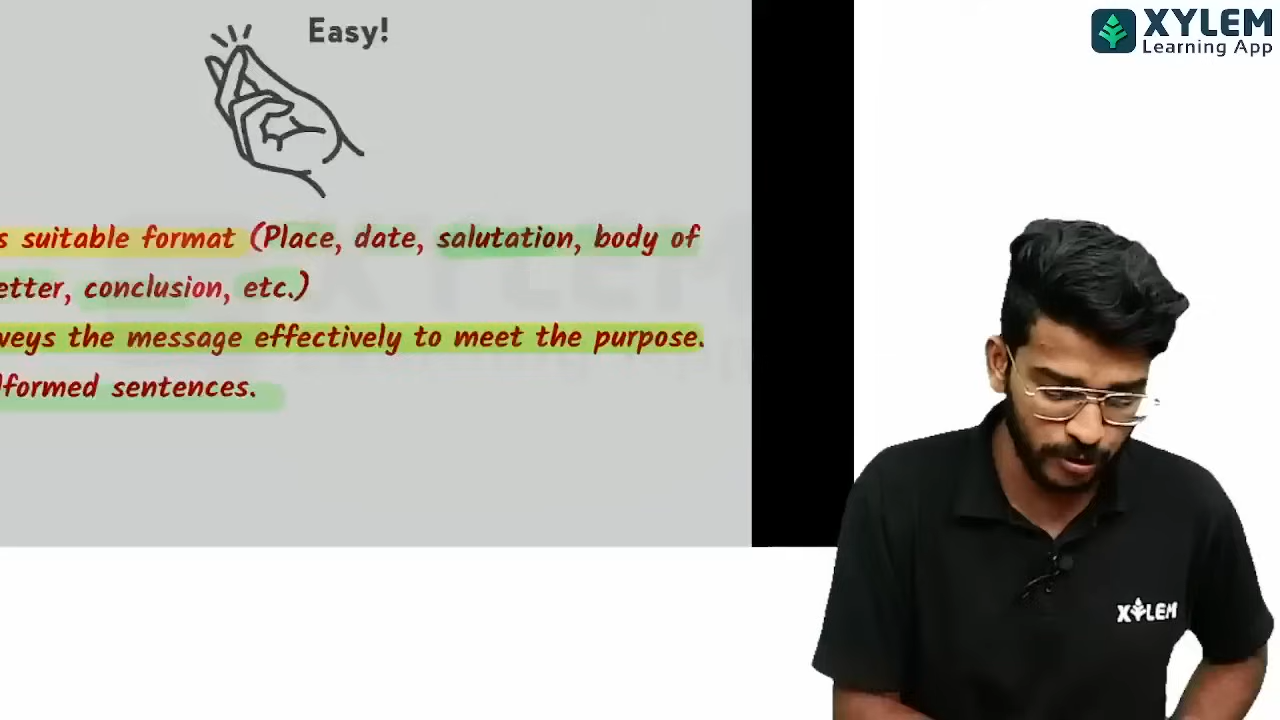 Easy!
XYLEM
Learning App
s suitable format (Place, date, salutation, body of
etter, conclusion, etc.)
veys the message effectively to meet the purpose.
formed sentences.
XYLEM